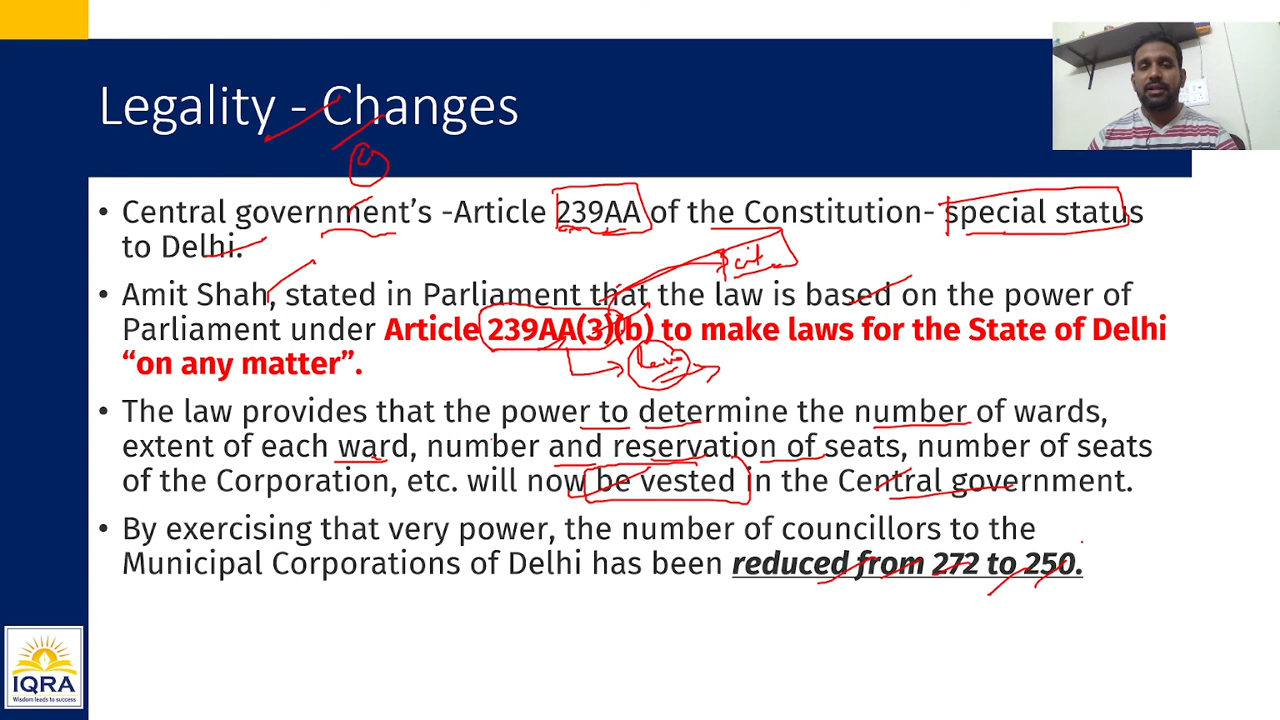 Legality - Changes
• Central government's -Article 239AA of the Constitution- special status
to Delhi.
• Amit Shah, stated in Parliament that the law is based on the power of
Parliament under Article 239AA(3)(b) to make laws for the State of Delhi
“on any matter”.
• The law provides that the power to determine the number of wards,
extent of each ward, number and reservation of seats, number of seats
of the Corporation, etc. will now be vested in the Central government.
• By exercising that very power, the number of councillors to the
Municipal Corporations of Delhi has been reduced from 272 to 250.
IQRA
Wisdom leads to success